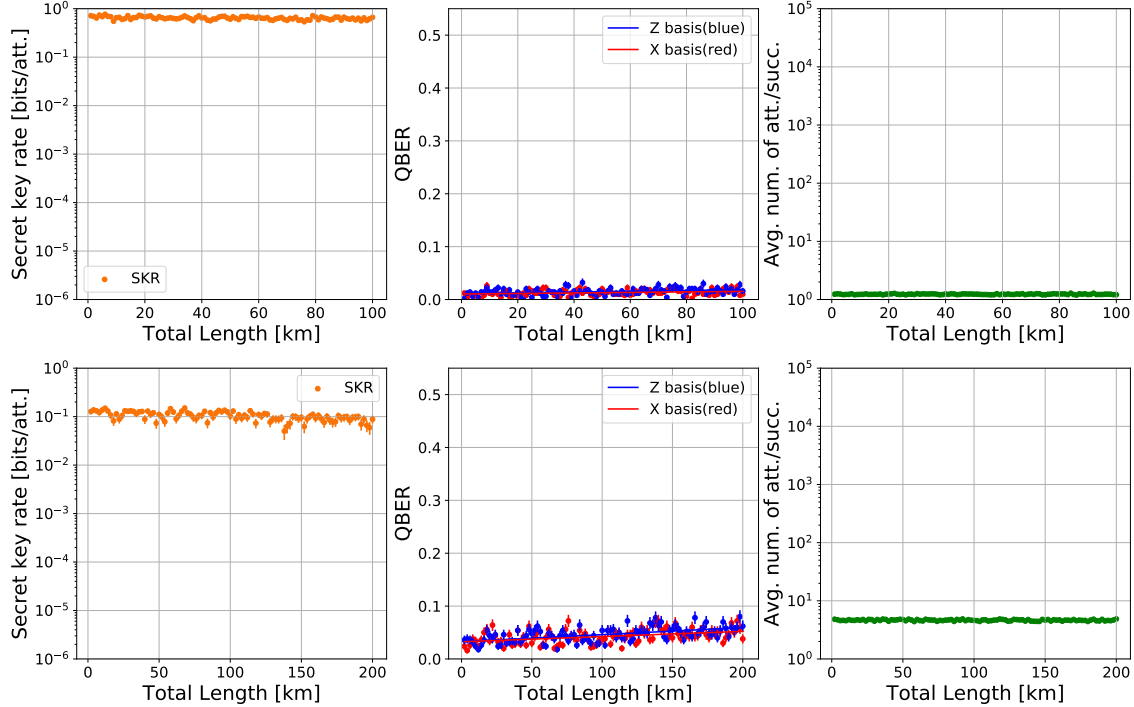 Secret key rate [bits/att.]
10^0
10^-1
10^-2
10^-3
10^-4
10^-5
10^-6
SKR
0 20 40 60 80 100
Total Length [km]
QBER
0.5
0.4
0.3
0.2
0.1
0.0
Z basis(blue)
X basis(red)
0 20 40 60 80 100
Total Length [km]
Avg. num. of att./succ.
10^5
10^4
10^3
10^2
10^1
10^0
0 20 40 60 80 100
Total Length [km]
Secret key rate [bits/att.]
10^0
10^-1
10^-2
10^-3
10^-4
10^-5
10^-6
SKR
0 50 100 150 200
Total Length [km]
QBER
0.5
0.4
0.3
0.2
0.1
0.0
Z basis(blue)
X basis(red)
0 50 100 150 200
Total Length [km]
Avg. num. of att./succ.
10^5
10^4
10^3
10^2
10^1
10^0
0 50 100 150 200
Total Length [km]